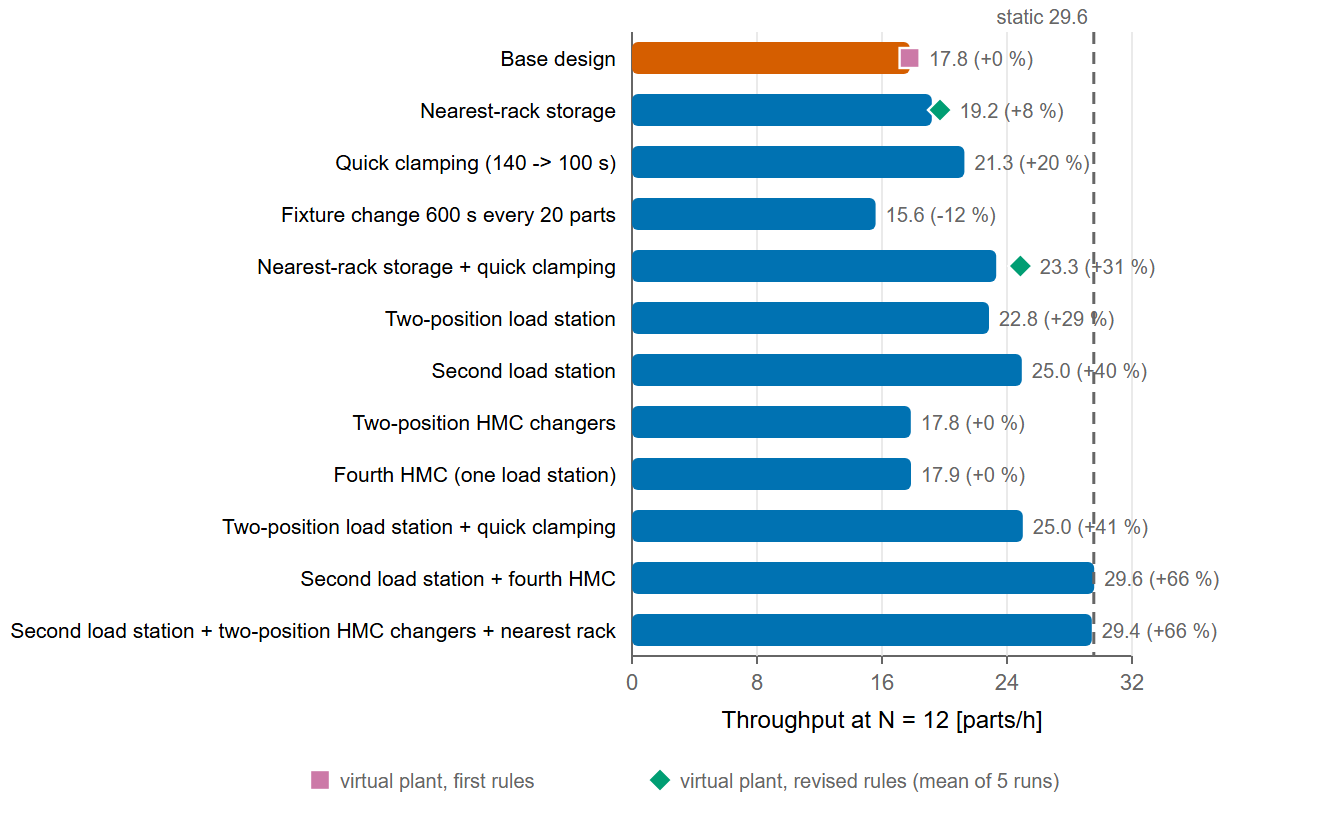 static 29.6
Base design 17.8 (+0 %)
Nearest-rack storage 19.2 (+8 %)
Quick clamping (140 -> 100 s) 21.3 (+20 %)
Fixture change 600 s every 20 parts 15.6 (-12 %)
Nearest-rack storage + quick clamping 23.3 (+31 %)
Two-position load station 22.8 (+29 %)
Second load station 25.0 (+40 %)
Two-position HMC changers 17.8 (+0 %)
Fourth HMC (one load station) 17.9 (+0 %)
Two-position load station + quick clamping 25.0 (+41 %)
Second load station + fourth HMC 29.6 (+66 %)
Second load station + two-position HMC changers + nearest rack 29.4 (+66 %)
0 8 16 24 32
Throughput at N = 12 [parts/h]
virtual plant, first rules virtual plant, revised rules (mean of 5 runs)